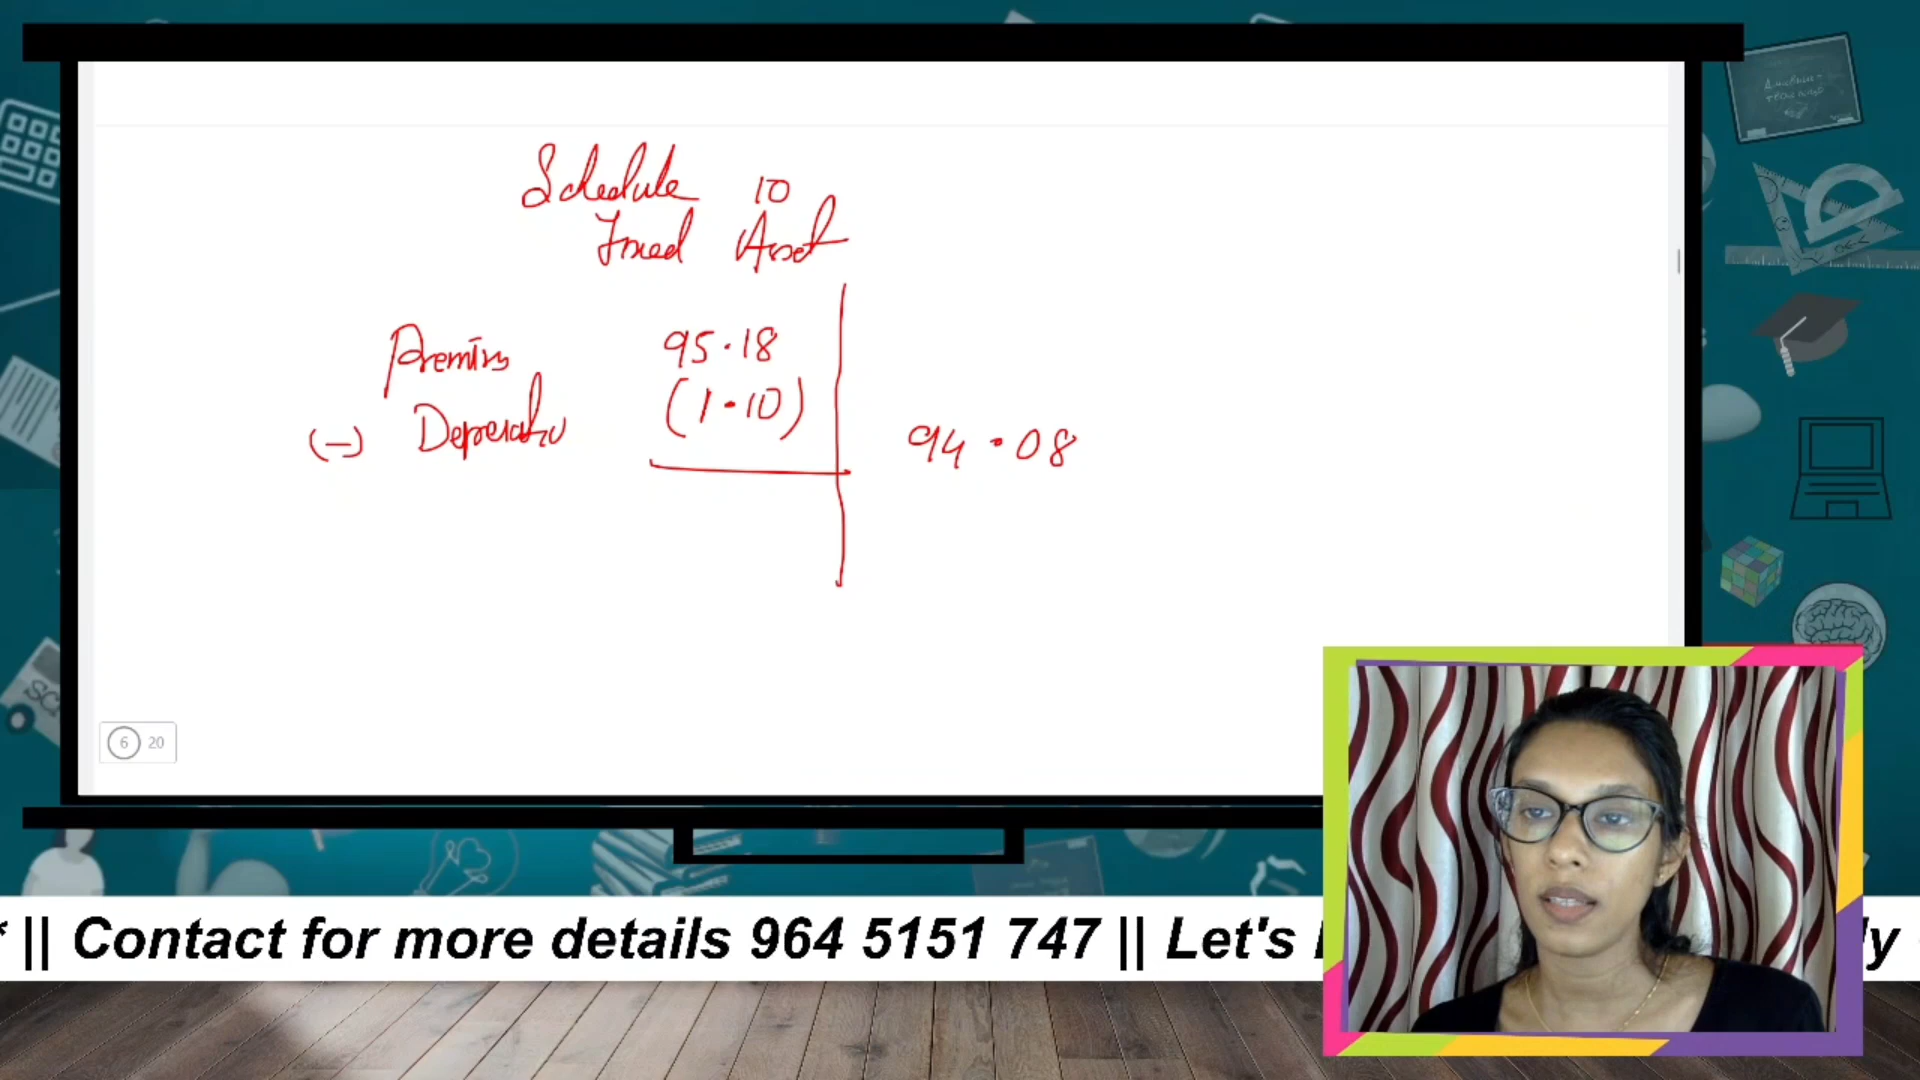 Schedule 10
Fixed Asset
Premises 95.18
(-) Depreciation (1.10) 94.08
6 20
* || Contact for more details 964 5151 747 || Let's
ly